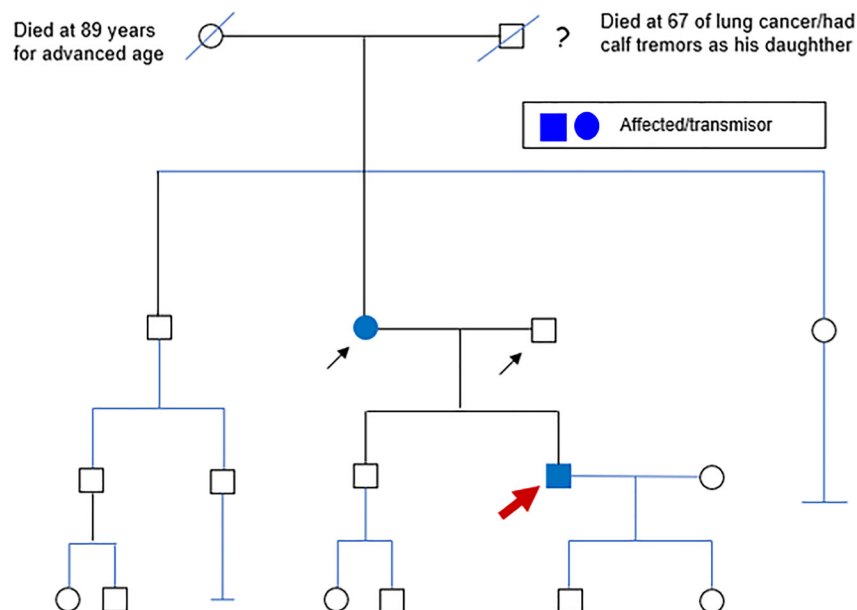 Died at 89 years
for advanced age
?
Died at 67 of lung cancer/had
calf tremors as his daughther
Affected/transmisor